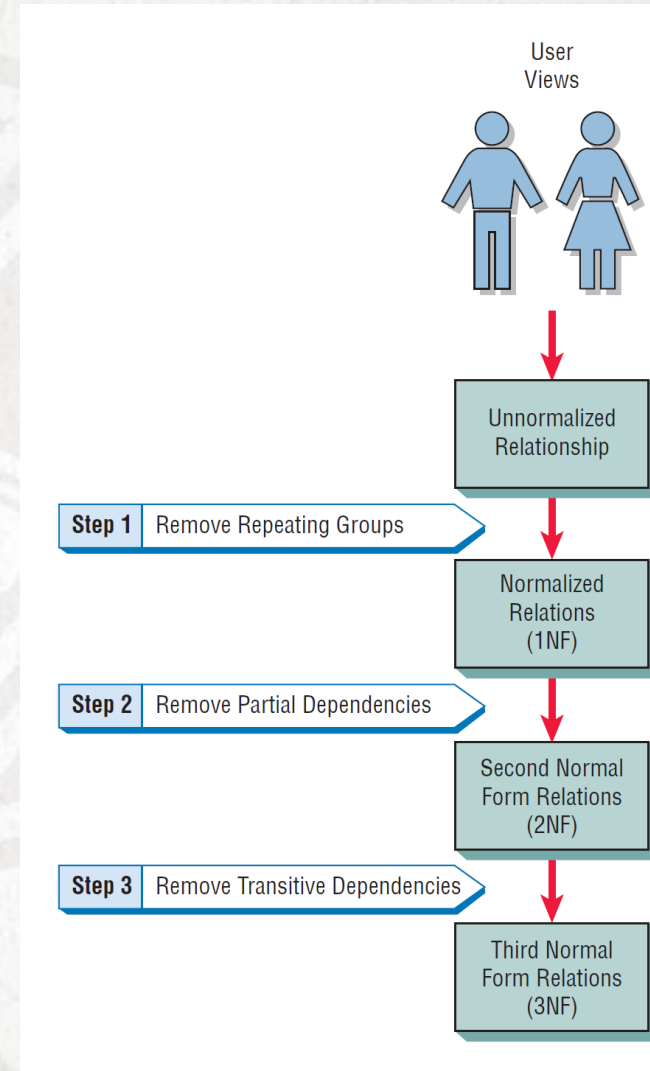 User
Views
Unnormalized
Relationship
Step 1 Remove Repeating Groups
Normalized
Relations
(1NF)
Step 2 Remove Partial Dependencies
Second Normal
Form Relations
(2NF)
Step 3 Remove Transitive Dependencies
Third Normal
Form Relations
(3NF)